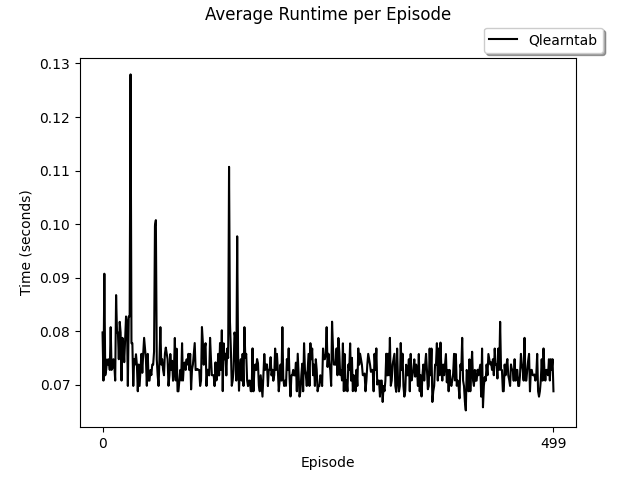 Average Runtime per Episode
Qlearntab
0.13
0.12
0.11
0.10
0.09
0.08
0.07
Time (seconds)
0
499
Episode